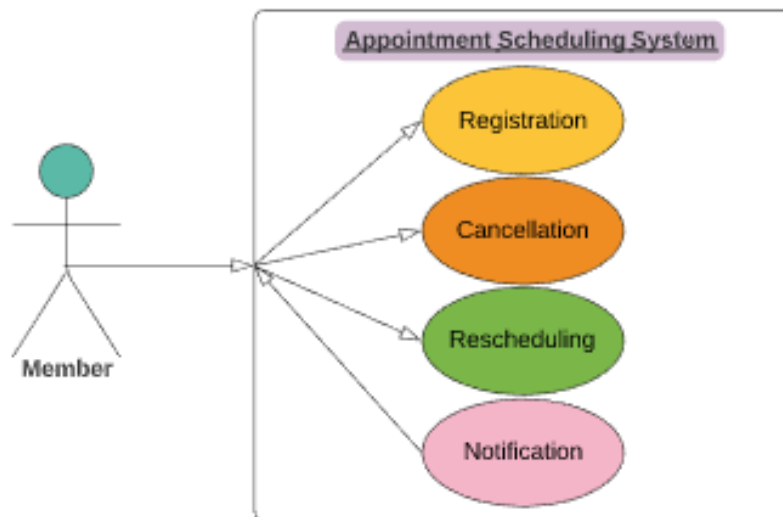 Appointment Scheduling System
Registration
Cancellation
Rescheduling
Member
Notification